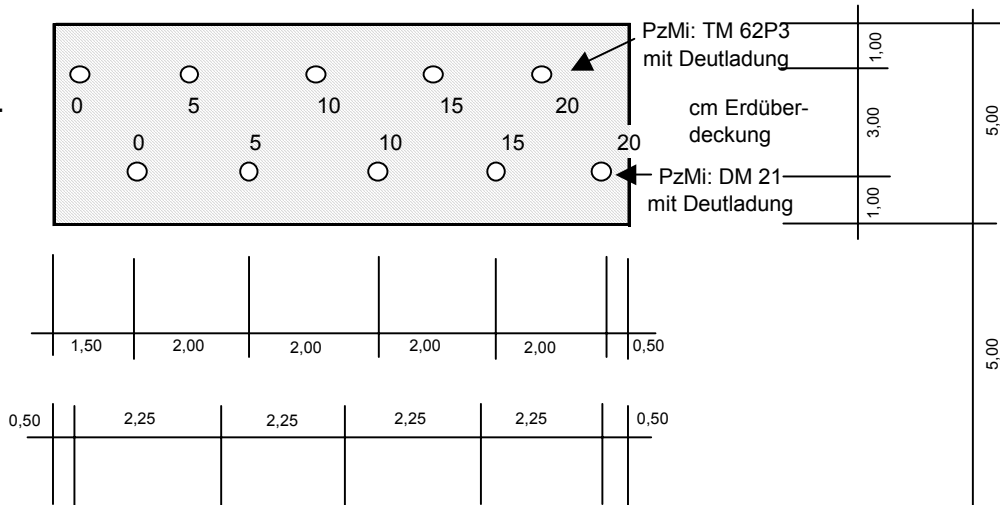 PzMi: TM 62P3
mit Deutladung
1,00
0 5 10 15 20
cm Erdüber-
deckung
3,00
5,00
0 5 10 15 20
PzMi: DM 21
mit Deutladung
1,00
1,50 2,00 2,00 2,00 2,00 0,50
5,00
0,50 2,25 2,25 2,25 2,25 0,50